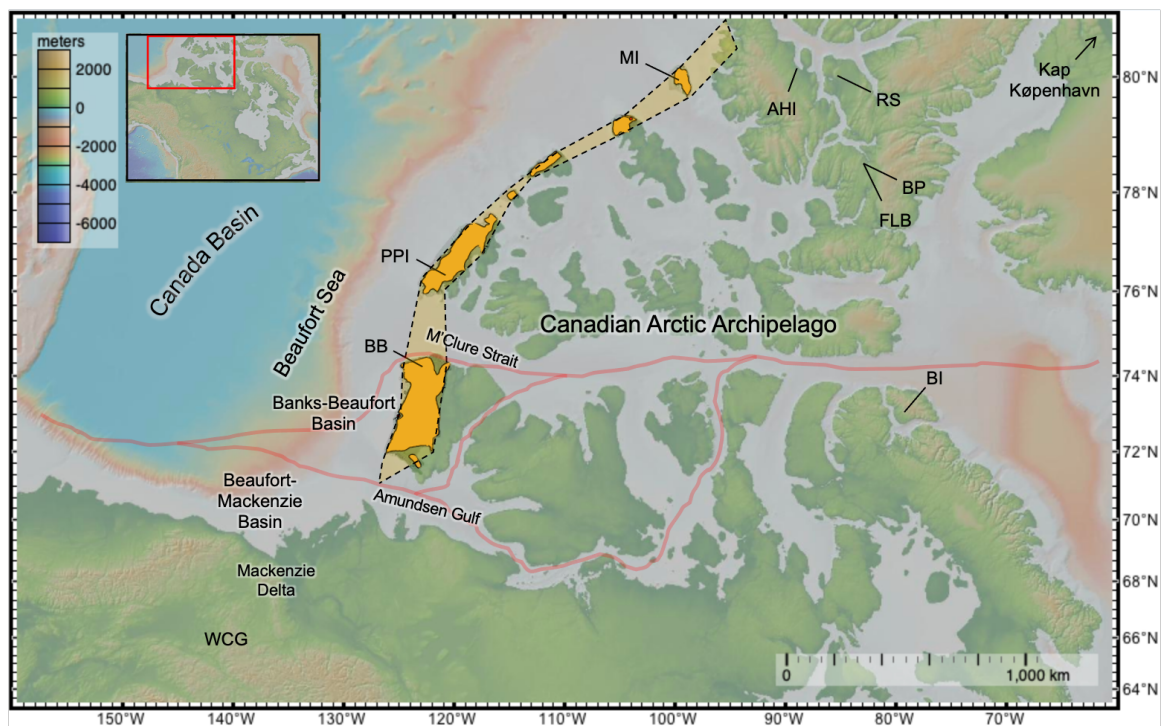 meters
2000
0
-2000
-4000
-6000
MI
AHI
RS
Kap
Køpenhavn
80°N
78°N
BP
FLB
PPI
Canada Basin
Beaufort Sea
76°N
Canadian Arctic Archipelago
M'Clure Strait
BB
74°N
BI
Banks-Beaufort
Basin
72°N
Beaufort-
Mackenzie
Basin
Amundsen Gulf
70°N
Mackenzie
Delta
68°N
WCG
66°N
0
1,000 km
64°N
150°W
140°W
130°W
120°W
110°W
100°W
90°W
80°W
70°W